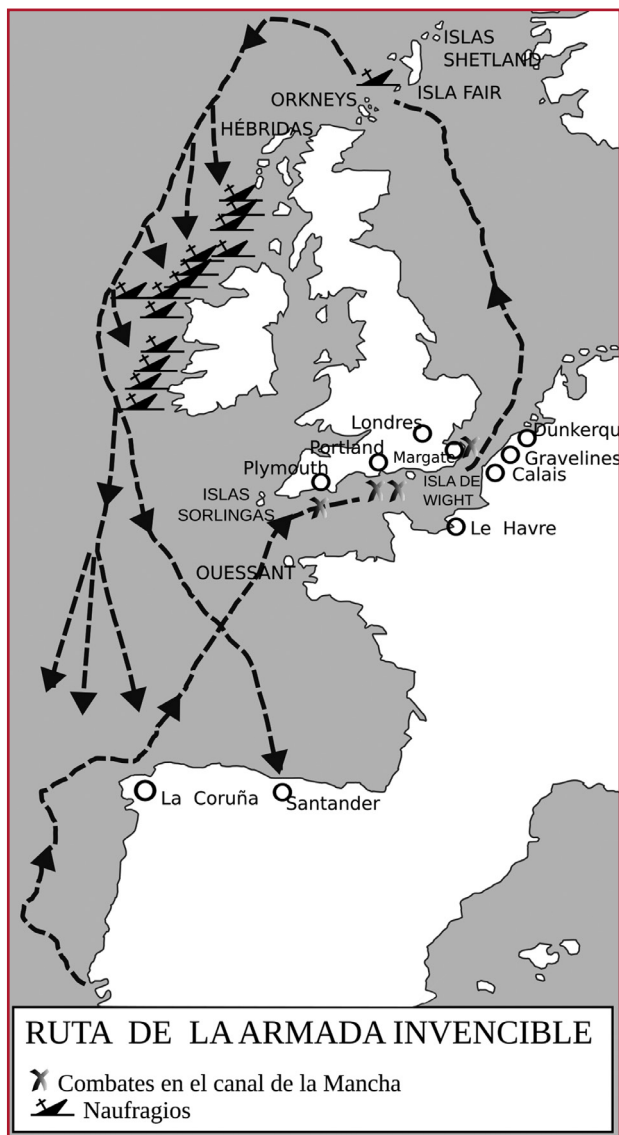 ISLAS
SHETLAND
ISLA FAIR
ORKNEYS
HÉBRIDAS
Londres
Dunkerqu
Portland
Margate
Gravelines
Plymouth
Calais
ISLAS
SORLINGAS
ISLA DE
WIGHT
Le Havre
OUESSANT
La Coruña
Santander
RUTA DE LA ARMADA INVENCIBLE
Combates en el canal de la Mancha
Naufragios